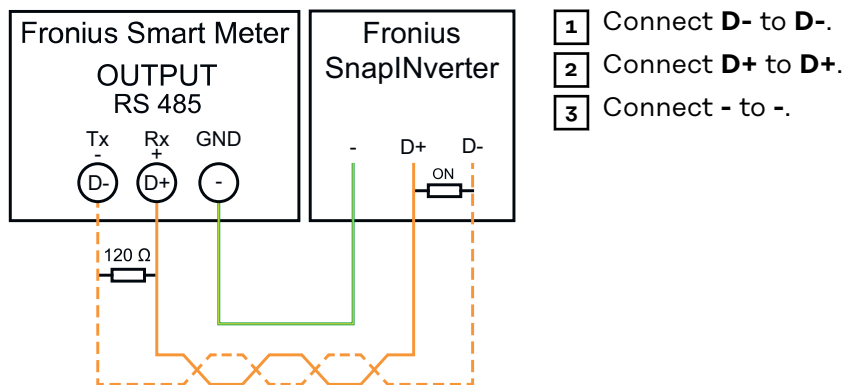 Fronius Smart Meter
OUTPUT
RS 485
Tx Rx GND
- +
D- D+ -
120 Ω
Fronius
SnapINverter
- D+ D-
ON
1 Connect D- to D-.
2 Connect D+ to D+.
3 Connect - to -.